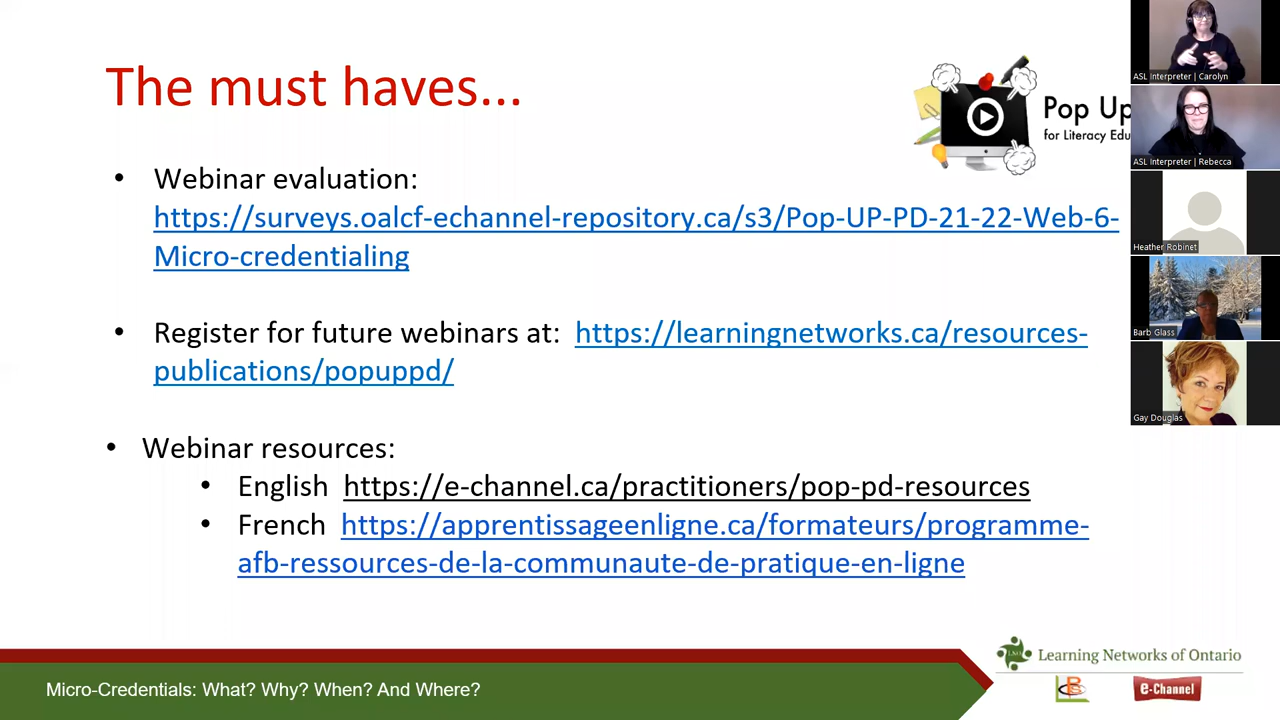 The must haves...
Pop Up
for Literacy Edu
• Webinar evaluation:
https://surveys.oalcf-echannel-repository.ca/s3/Pop-UP-PD-21-22-Web-6-
Micro-credentialing
• Register for future webinars at: https://learningnetworks.ca/resources-
publications/popuppd/
• Webinar resources:
• English https://e-channel.ca/practitioners/pop-pd-resources
• French https://apprentissageenligne.ca/formateurs/programme-
afb-ressources-de-la-communaute-de-pratique-en-ligne
Micro-Credentials: What? Why? When? And Where?
Learning Networks of Ontario
e-Channel
ASL Interpreter | Carolyn
ASL Interpreter | Rebecca
Heather Robinet
Barb Glass
Gay Douglas